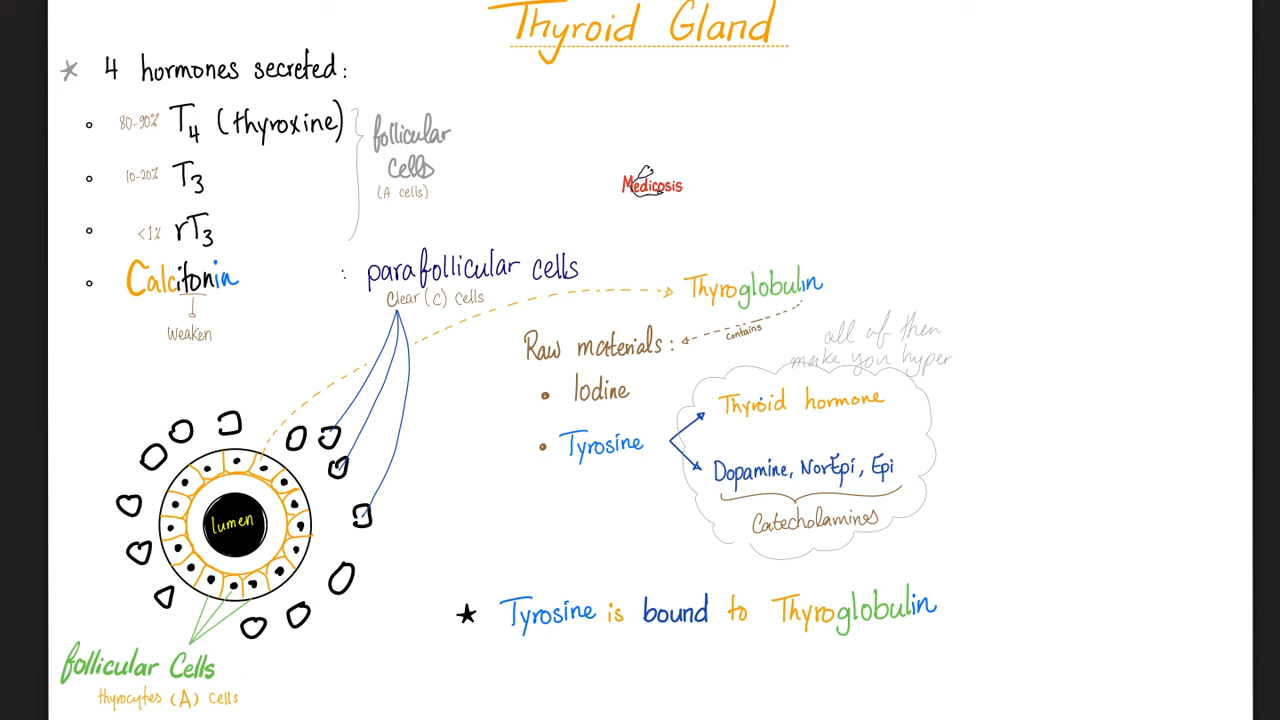 Thyroid Gland
* 4 hormones secreted:
80-90% T4 (thyroxine)
10-20% T3
<1% rT3
follicular
cells
(A cells)
Medicosis
Calcitonin : parafollicular cells
Clear (C) Cells
Weaken
Thyroglobulin
contains
Raw materials:
Iodine
Tyrosine
all of them
make you hyper
Thyroid hormone
Dopamine, NorEpi, Epi
Catecholamines
lumen
★ Tyrosine is bound to Thyroglobulin
follicular Cells
thyrocytes (A) Cells